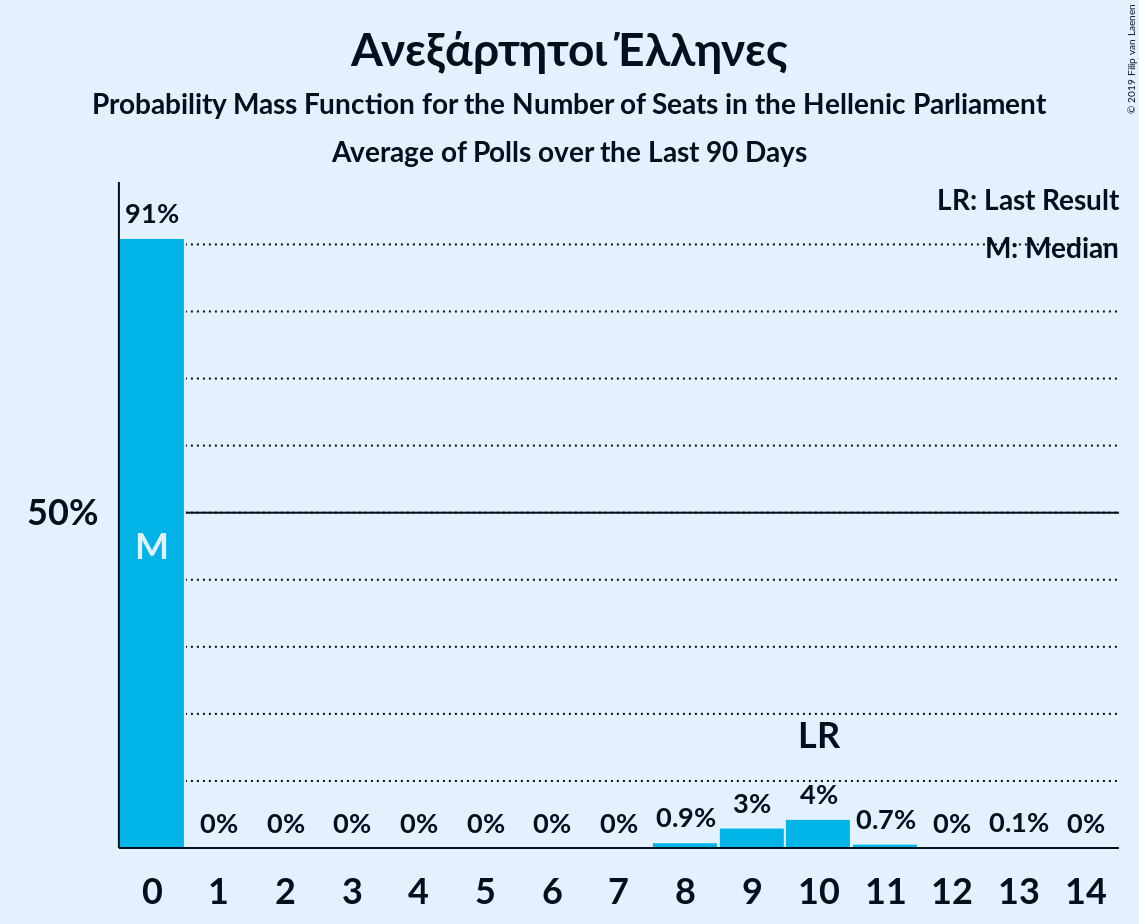 Ανεξάρτητοι Έλληνες
Probability Mass Function for the Number of Seats in the Hellenic Parliament
Average of Polls over the Last 90 Days
© 2019 Filip van Laenen
LR: Last Result
M: Median
91%
50%
M
LR
0% 0% 0% 0% 0% 0% 0% 0.9% 3% 4% 0.7% 0% 0.1% 0%
0 1 2 3 4 5 6 7 8 9 10 11 12 13 14